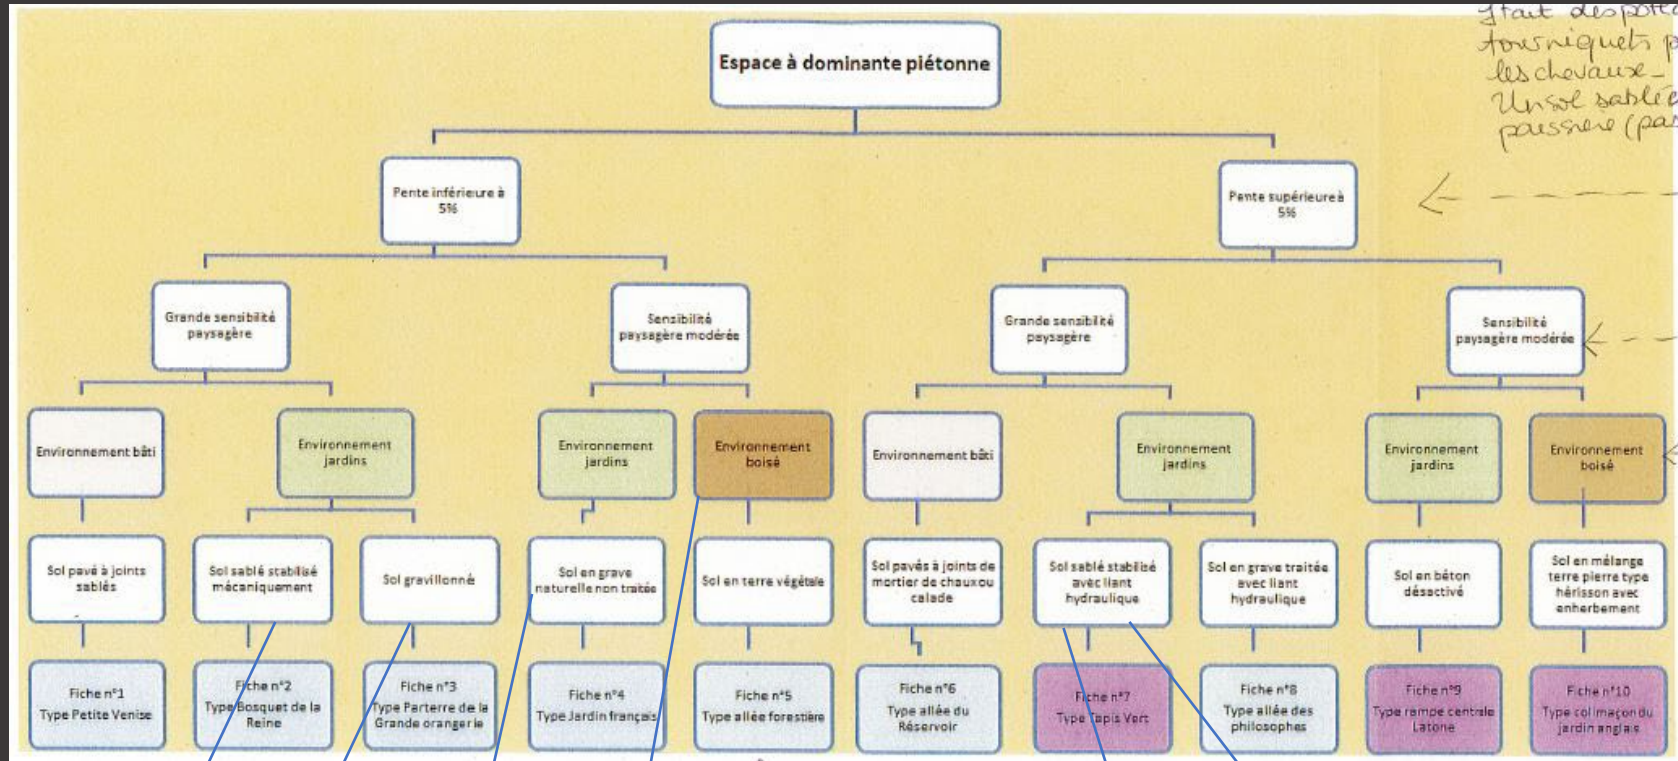 Espace à dominante piétonne
tourniquets
les chevaux_
Un sol sablé
Pente inférieure à
5%
Pente supérieure à
5%
Grande sensibilité
paysagère
Sensibilité
paysagère modérée
Grande sensibilité
paysagère
Sensibilité
paysagère modérée
Environnement bâti
Environnement
jardins
Environnement
jardins
Environnement
boisé
Environnement bâti
Environnement
jardins
Environnement
jardins
Environnement
boisé
Sol pavé à joints
sablés
Sol sablé stabilisé
mécaniquement
Sol gravillonné
Sol en grave
naturelle non traitée
Sol en terre végétale
Sol pavés à joints de
mortier de chaux ou
calade
Sol sablé stabilisé
avec liant
hydraulique
Sol en grave traitée
avec liant
hydraulique
Sol en béton
désactivé
Sol en mélange
terre pierre type
hérisson avec
enherbement
Fiche n°1
Type Petite Venise
Fiche n°2
Type Bosquet de la
Reine
Fiche n°3
Type Parterre de la
Grande orangerie
Fiche n°4
Type Jardin français
Fiche n°5
Type allée forestière
Fiche n°6
Type allée du
Réservoir
Fiche n°7
Type Tapis Vert
Fiche n°8
Type allée des
philosophes
Fiche n°9
Type rampe centrale
Latone
Fiche n°10
Type colimaçon du
jardin anglais